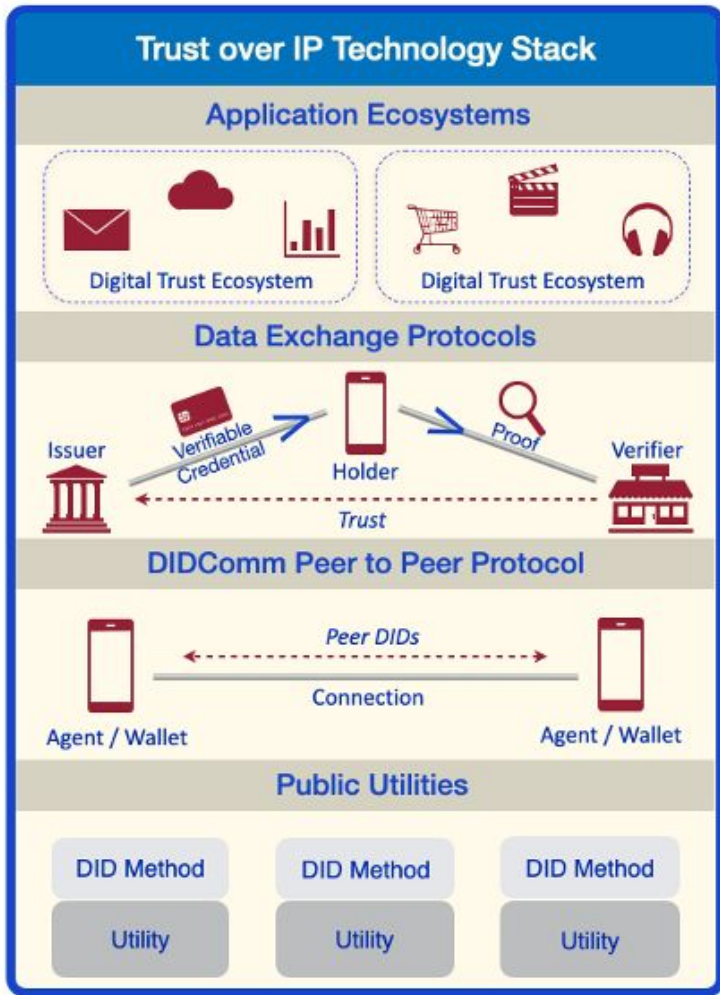 Trust over IP Technology Stack
Application Ecosystems
Digital Trust Ecosystem
Digital Trust Ecosystem
Data Exchange Protocols
Issuer
Verifiable
Credential
Holder
Proof
Verifier
Trust
DIDComm Peer to Peer Protocol
Peer DIDs
Connection
Agent / Wallet
Agent / Wallet
Public Utilities
DID Method
DID Method
DID Method
Utility
Utility
Utility